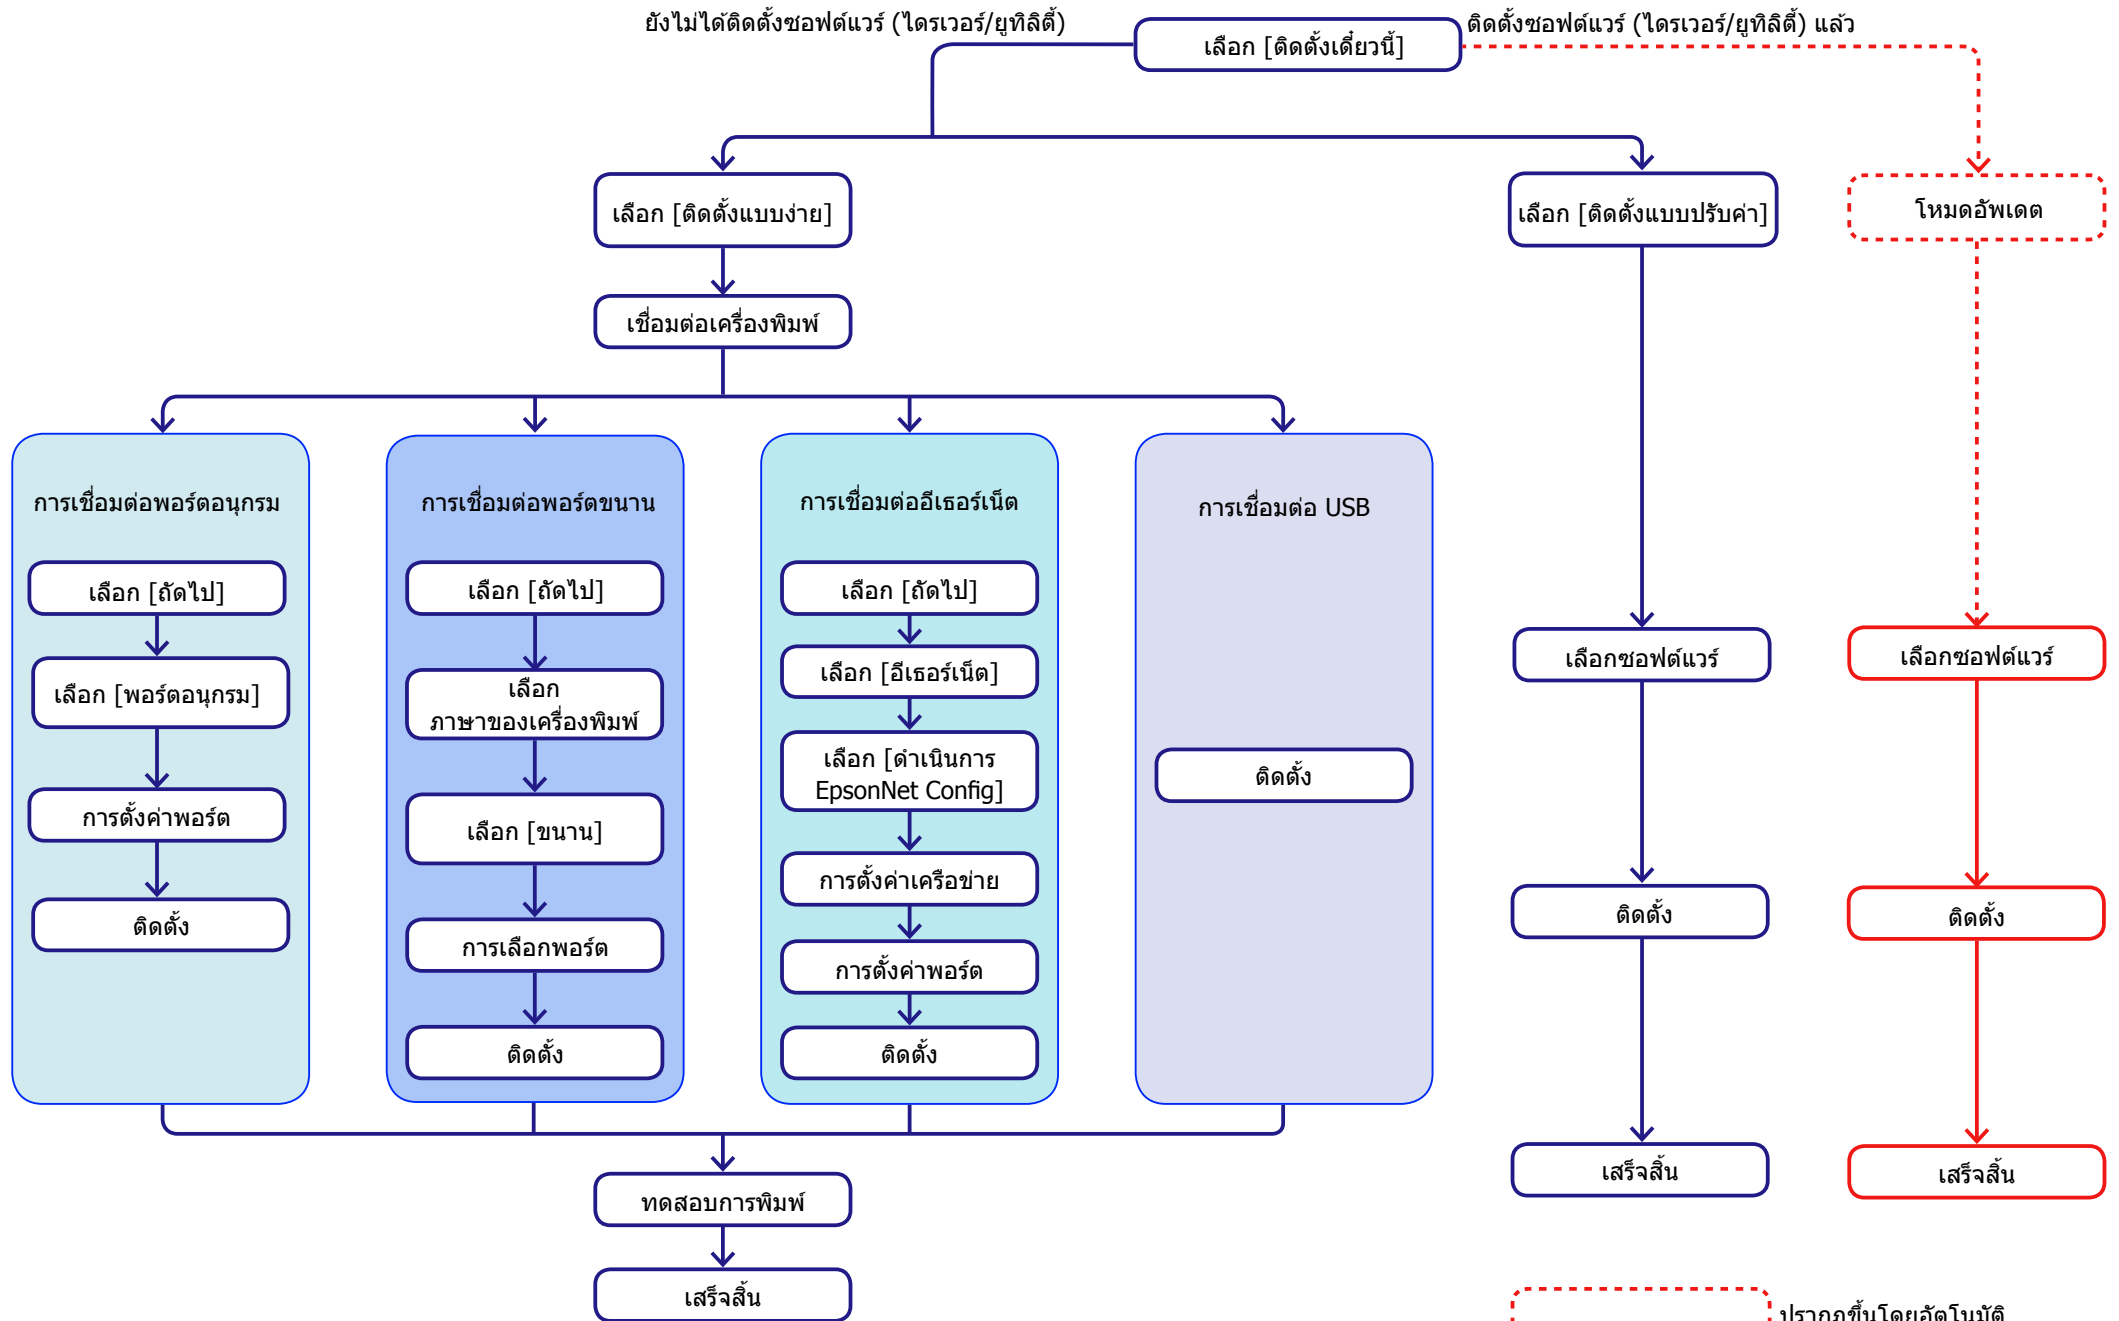 ยังไม่ได้ติดตั้งซอฟต์แวร์ (ไดรเวอร์/ยูทิลิตี้)
เลือก [ติดตั้งเดี๋ยวนี้]
ติดตั้งซอฟต์แวร์ (ไดรเวอร์/ยูทิลิตี้) แล้ว
เลือก [ติดตั้งแบบง่าย]
เลือก [ติดตั้งแบบปรับค่า]
โหมดอัพเดต
เชื่อมต่อเครื่องพิมพ์
การเชื่อมต่อพอร์ตอนุกรม
เลือก [ถัดไป]
เลือก [พอร์ตอนุกรม]
การตั้งค่าพอร์ต
ติดตั้ง
การเชื่อมต่อพอร์ตขนาน
เลือก [ถัดไป]
เลือก
ภาษาของเครื่องพิมพ์
เลือก [ขนาน]
การเลือกพอร์ต
ติดตั้ง
การเชื่อมต่ออีเธอร์เน็ต
เลือก [ถัดไป]
เลือก [อีเธอร์เน็ต]
เลือก [ดำเนินการ
EpsonNet Config]
การตั้งค่าเครือข่าย
การตั้งค่าพอร์ต
ติดตั้ง
การเชื่อมต่อ USB
ติดตั้ง
เลือกซอฟต์แวร์
ติดตั้ง
เสร็จสิ้น
เลือกซอฟต์แวร์
ติดตั้ง
เสร็จสิ้น
ทดสอบการพิมพ์
เสร็จสิ้น
ปรากฏขึ้นโดยอัตโนมัติ